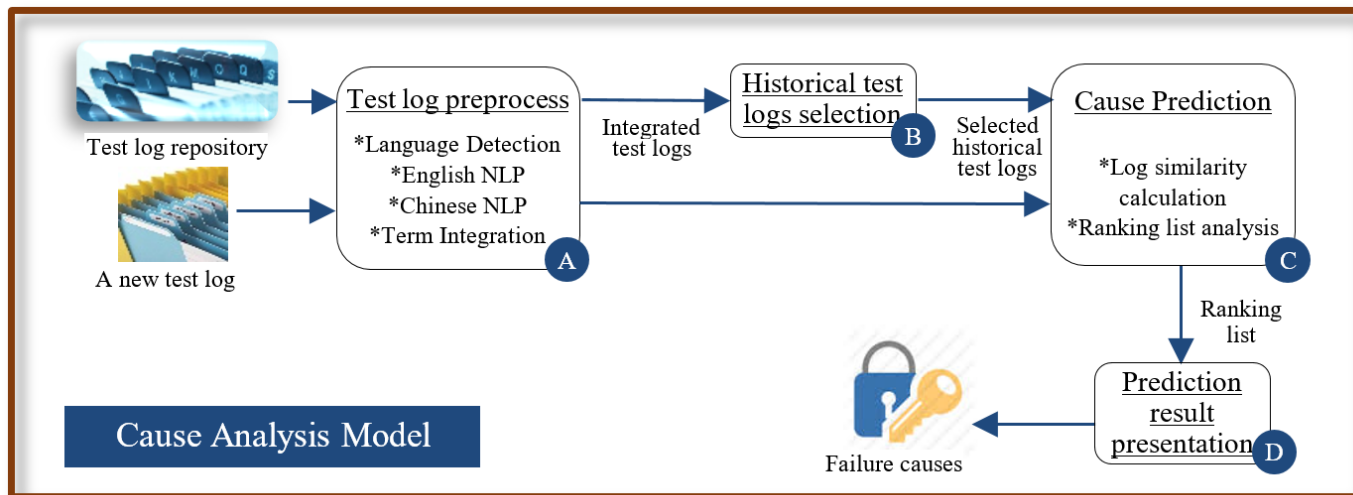 Test log repository
A new test log
Test log preprocess
*Language Detection
*English NLP
*Chinese NLP
*Term Integration
A
Integrated
test logs
Historical test
logs selection
B
Selected
historical
test logs
Cause Prediction
*Log similarity
calculation
*Ranking list analysis
C
Ranking
list
Prediction
result
presentation
D
Failure causes
Cause Analysis Model